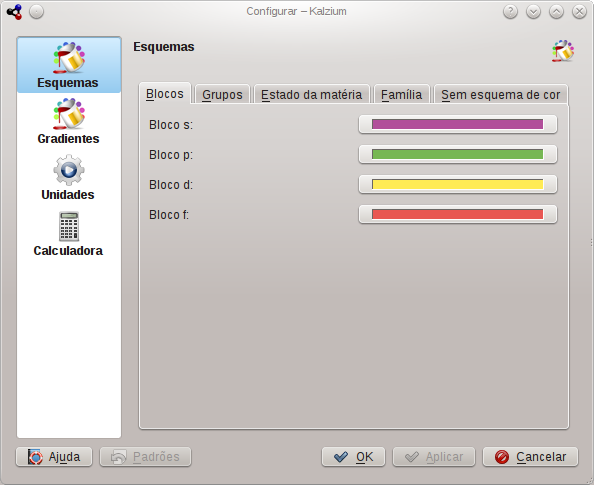 Configurar – Kalzium
Esquemas
Gradientes
Unidades
Calculadora
Esquemas
Blocos Grupos Estado da matéria Família Sem esquema de cor
Bloco s:
Bloco p:
Bloco d:
Bloco f:
Ajuda Padrões OK Aplicar Cancelar